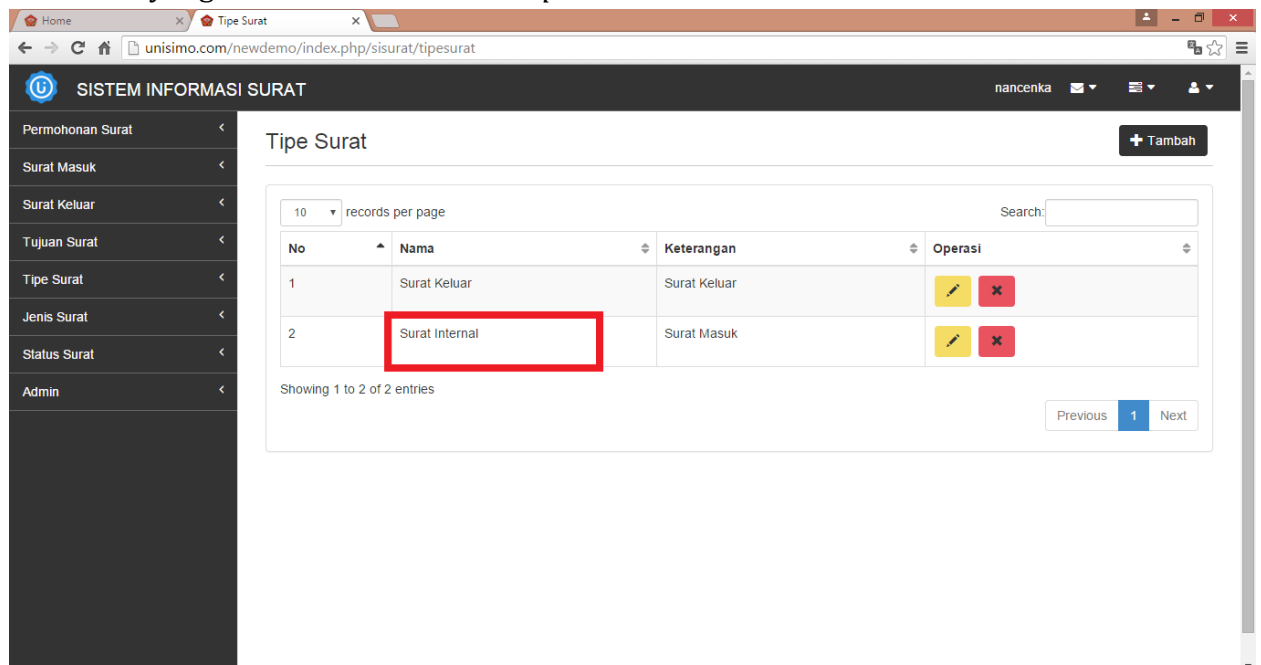 Home
Tipe Surat
unisimo.com/newdemo/index.php/sisurat/tipesurat
SISTEM INFORMASI SURAT
nancenka
Permohonan Surat
Surat Masuk
Surat Keluar
Tujuan Surat
Tipe Surat
Jenis Surat
Status Surat
Admin
Tipe Surat
Tambah
10 records per page
Search:
No Nama Keterangan Operasi
1 Surat Keluar Surat Keluar
2 Surat Internal Surat Masuk
Showing 1 to 2 of 2 entries
Previous 1 Next